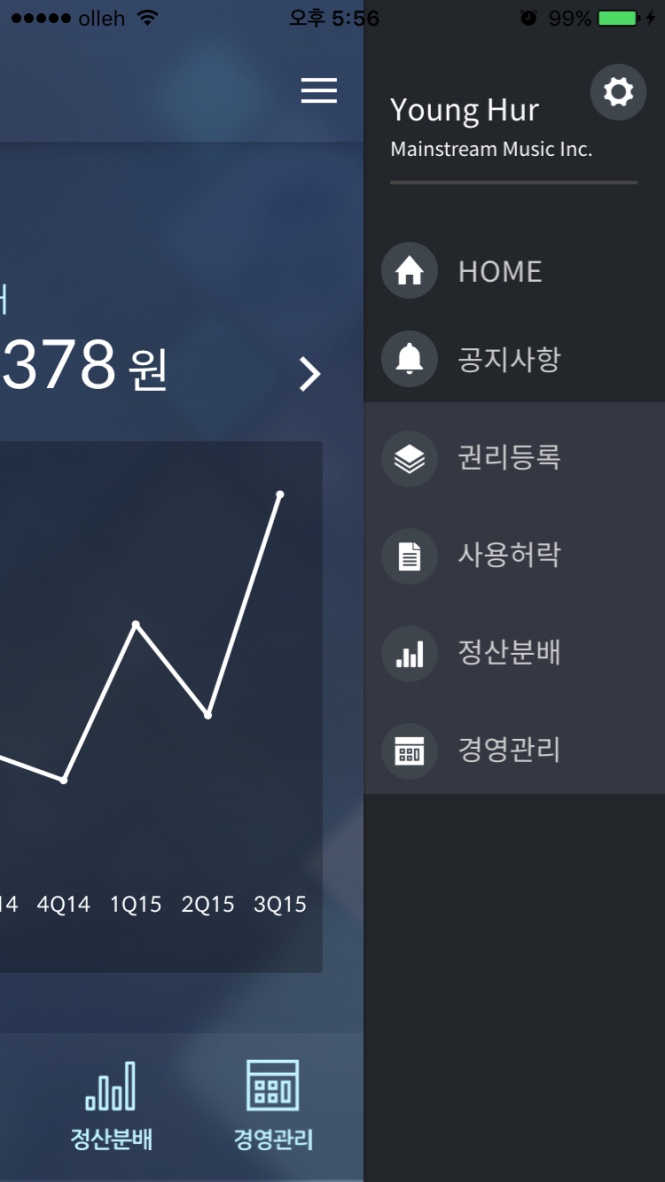 olleh 오후 5:56 99%
Young Hur
Mainstream Music Inc.
HOME
공지사항
권리등록
사용허락
정산분배
경영관리
378 원
14 4Q14 1Q15 2Q15 3Q15
정산분배 경영관리